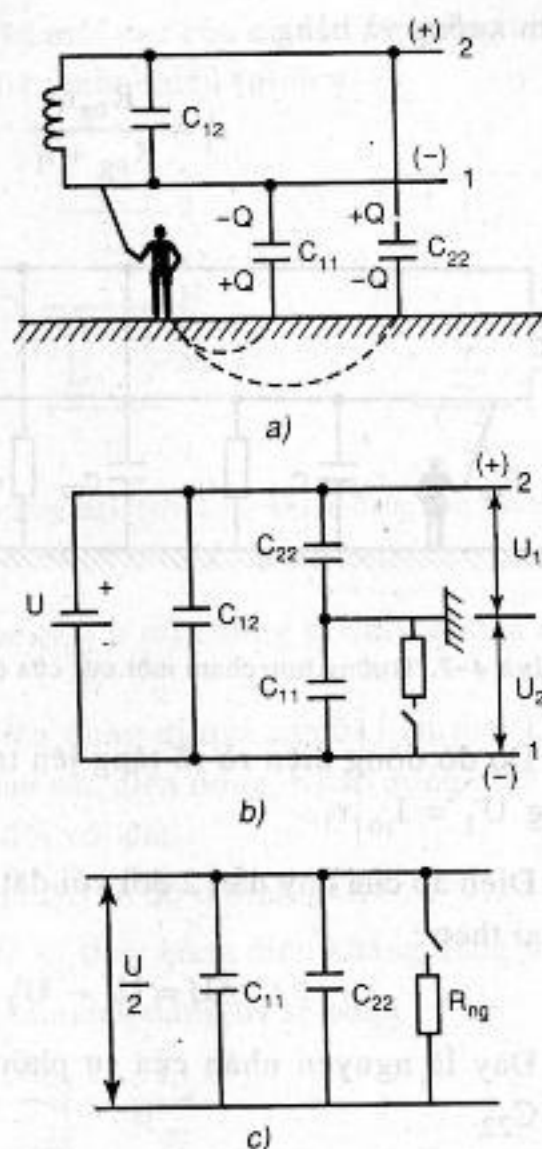 (+) 2
C12
(-) 1
-Q +Q
C11 C22
+Q -Q
a)
(+) 2
C22
U1
U + C12
-
C11
U2
1
(-)
b)
U
2
C11 C22 Rng
c)